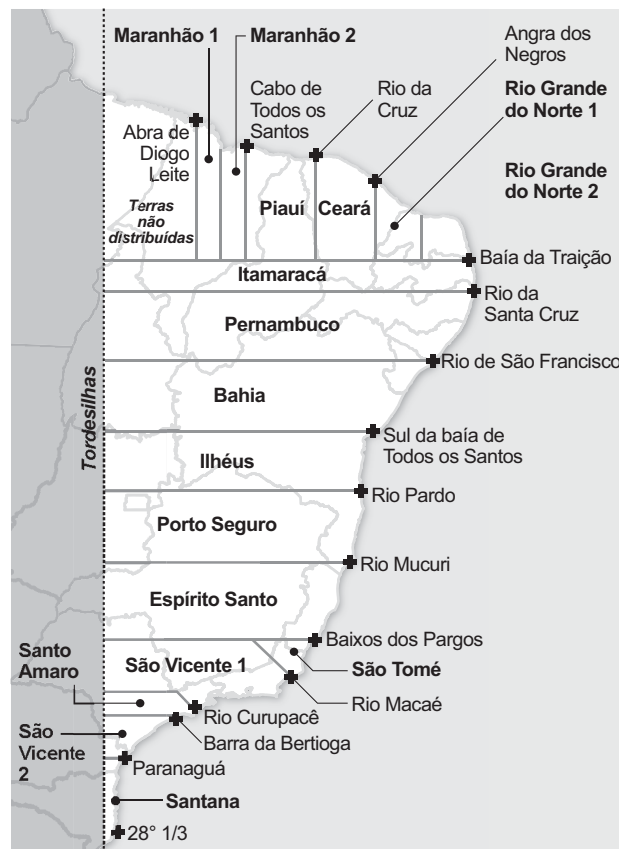 Maranhão 1
Maranhão 2
Angra dos
Negros
Cabo de
Todos os
Santos
Rio da
Cruz
Rio Grande
do Norte 1
Abra de
Diogo
Leite
Rio Grande
do Norte 2
Terras
não
distribuídas
Piauí
Ceará
Baía da Traição
Itamaracá
Rio da
Santa Cruz
Pernambuco
Rio de São Francisco
Bahia
Tordesilhas
Sul da baía de
Todos os Santos
Ilhéus
Rio Pardo
Porto Seguro
Rio Mucuri
Espírito Santo
Baixos dos Pargos
Santo
Amaro
São Vicente 1
São Tomé
Rio Macaé
Rio Curupacê
São
Vicente
2
Barra da Bertioga
Paranaguá
Santana
28° 1/3